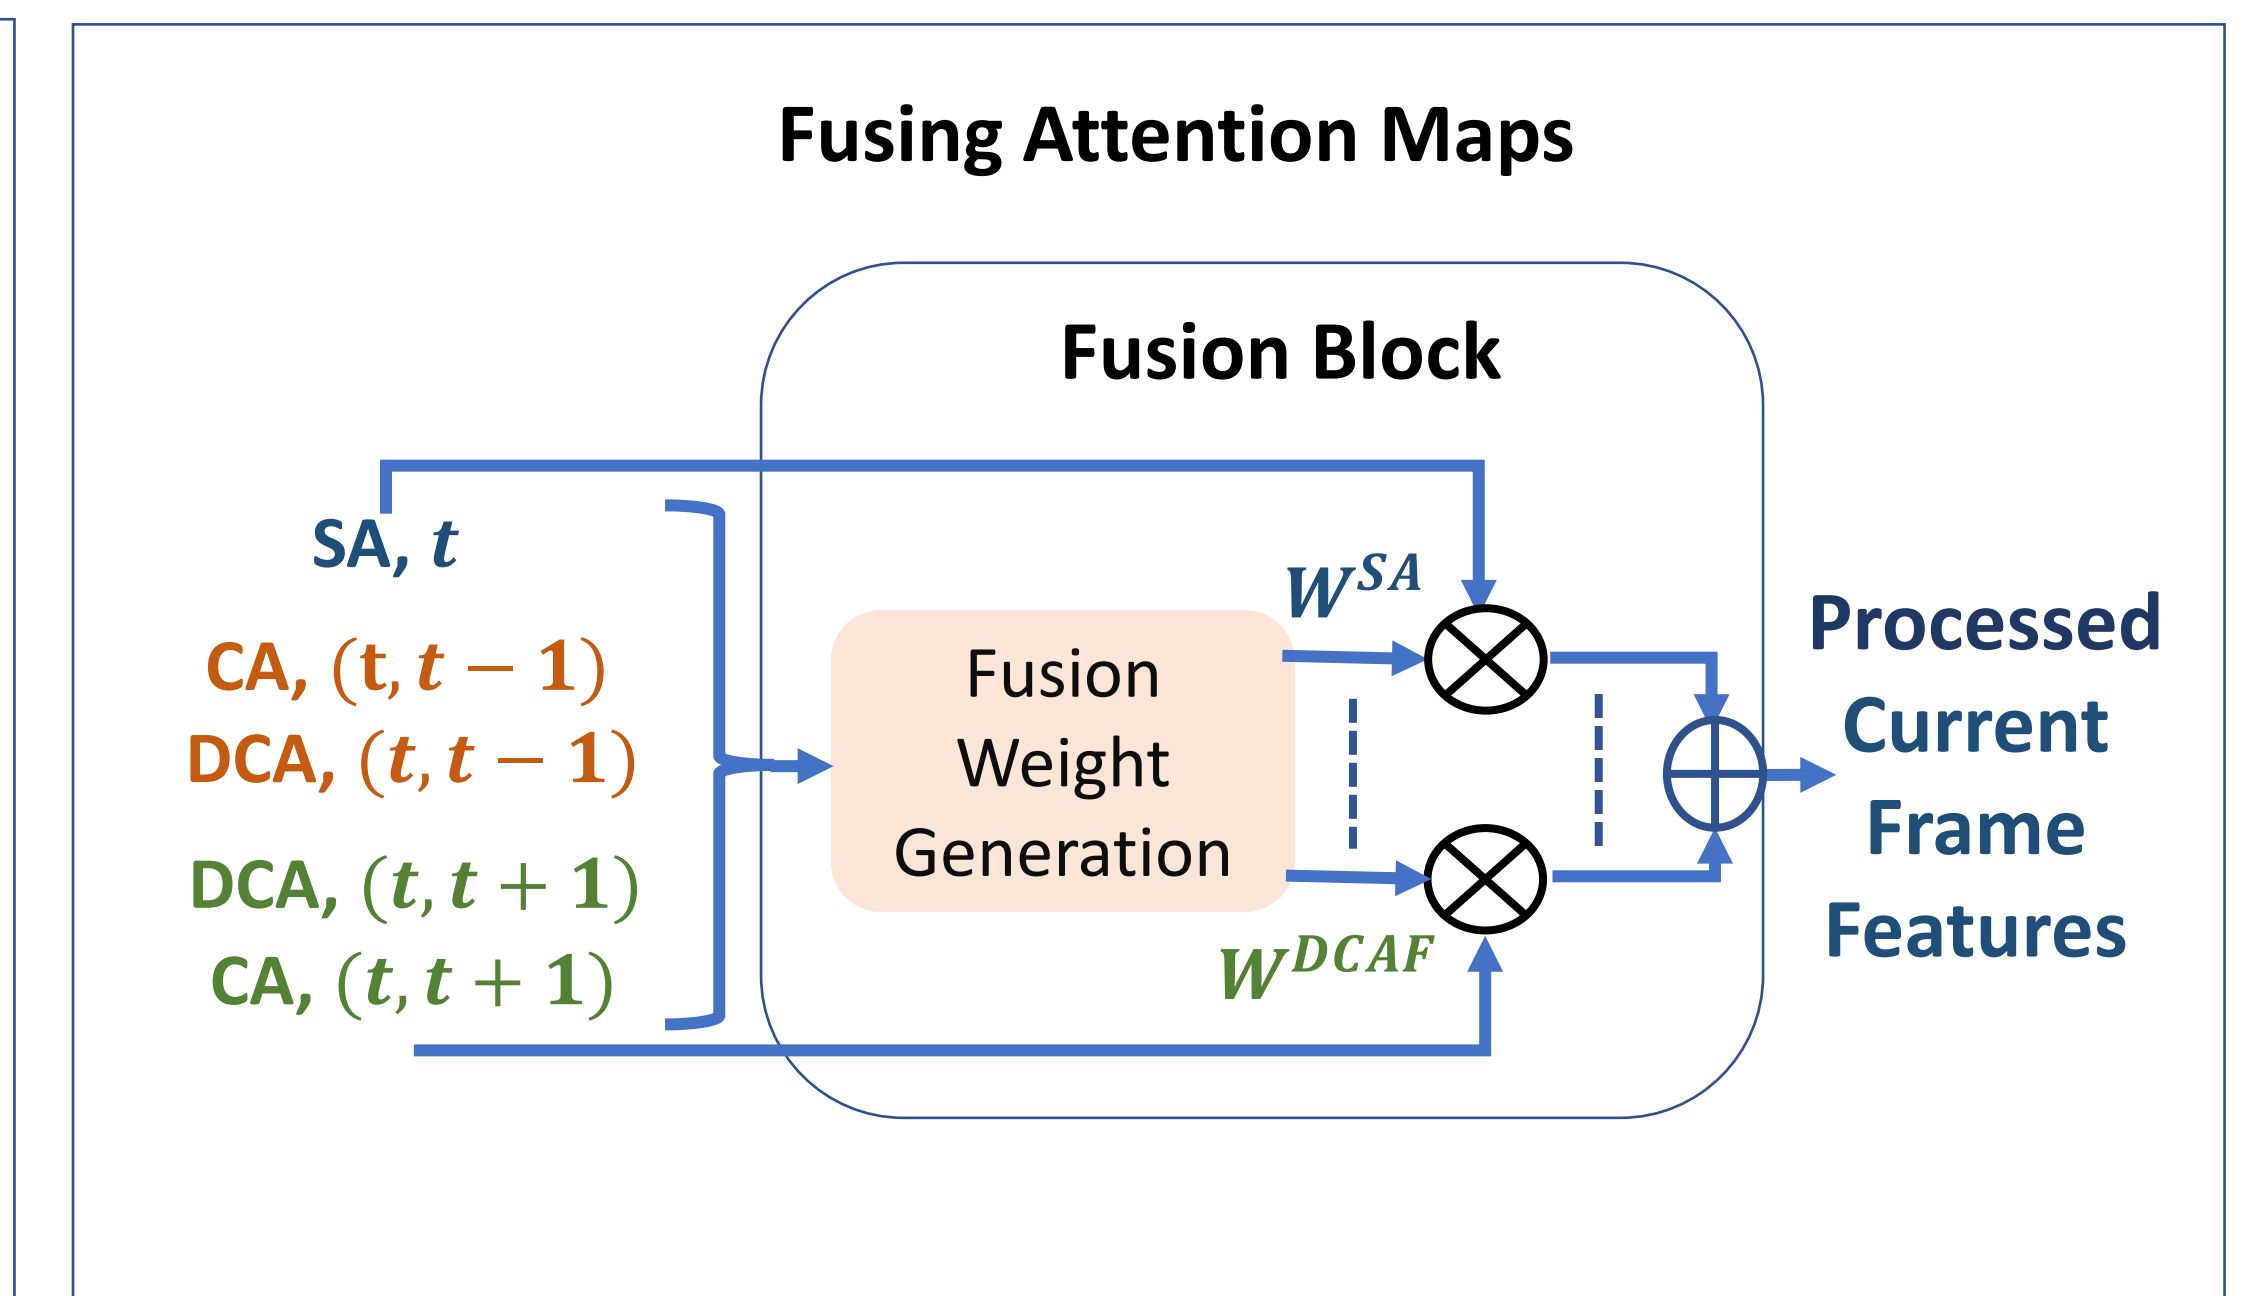 Fusing Attention Maps
Fusion Block
SA, t
CA, (t, t − 1)
DCA, (t, t − 1)
DCA, (t, t + 1)
CA, (t, t + 1)
Fusion
Weight
Generation
W^{SA}
W^{DCAF}
Processed
Current
Frame
Features